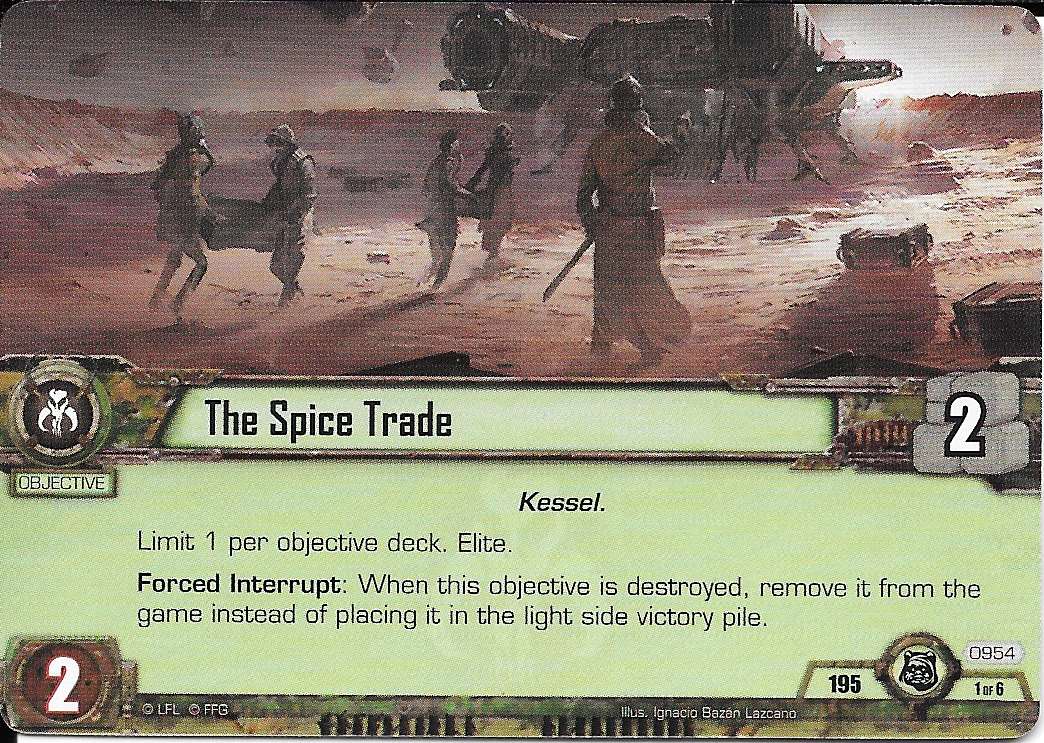 The Spice Trade
2
OBJECTIVE
Kessel.
Limit 1 per objective deck. Elite.
Forced Interrupt: When this objective is destroyed, remove it from the
game instead of placing it in the light side victory pile.
2
0954
195
1 OF 6
© LFL © FFG
Illus. Ignacio Bazán Lazcano